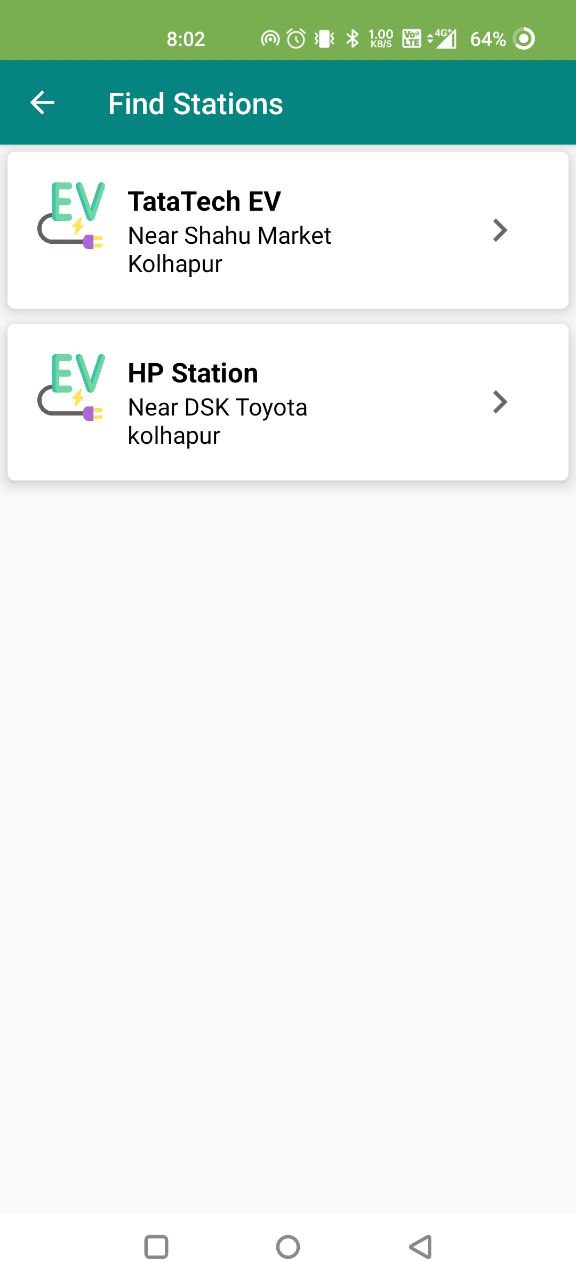 8:02 1.00 KB/S Vo LTE 4G+ 64%
Find Stations
EV
TataTech EV
Near Shahu Market
Kolhapur
EV
HP Station
Near DSK Toyota
kolhapur